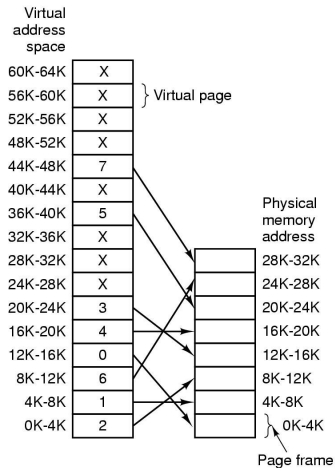 Virtual
address
space
60K-64K X
56K-60K X Virtual page
52K-56K X
48K-52K X
44K-48K 7
40K-44K X
36K-40K 5
32K-36K X
28K-32K X
24K-28K X
20K-24K 3
16K-20K 4
12K-16K 0
8K-12K 6
4K-8K 1
0K-4K 2
Physical
memory
address
28K-32K
24K-28K
20K-24K
16K-20K
12K-16K
8K-12K
4K-8K
0K-4K
Page frame